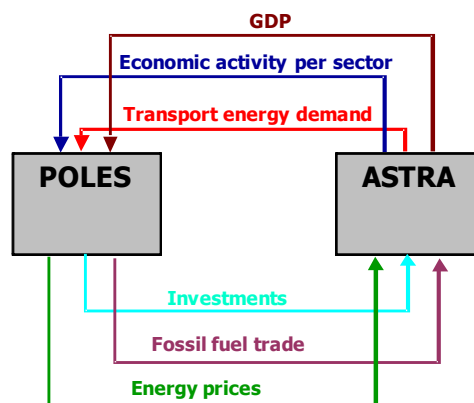 GDP
Economic activity per sector
Transport energy demand
POLES
ASTRA
Investments
Fossil fuel trade
Energy prices